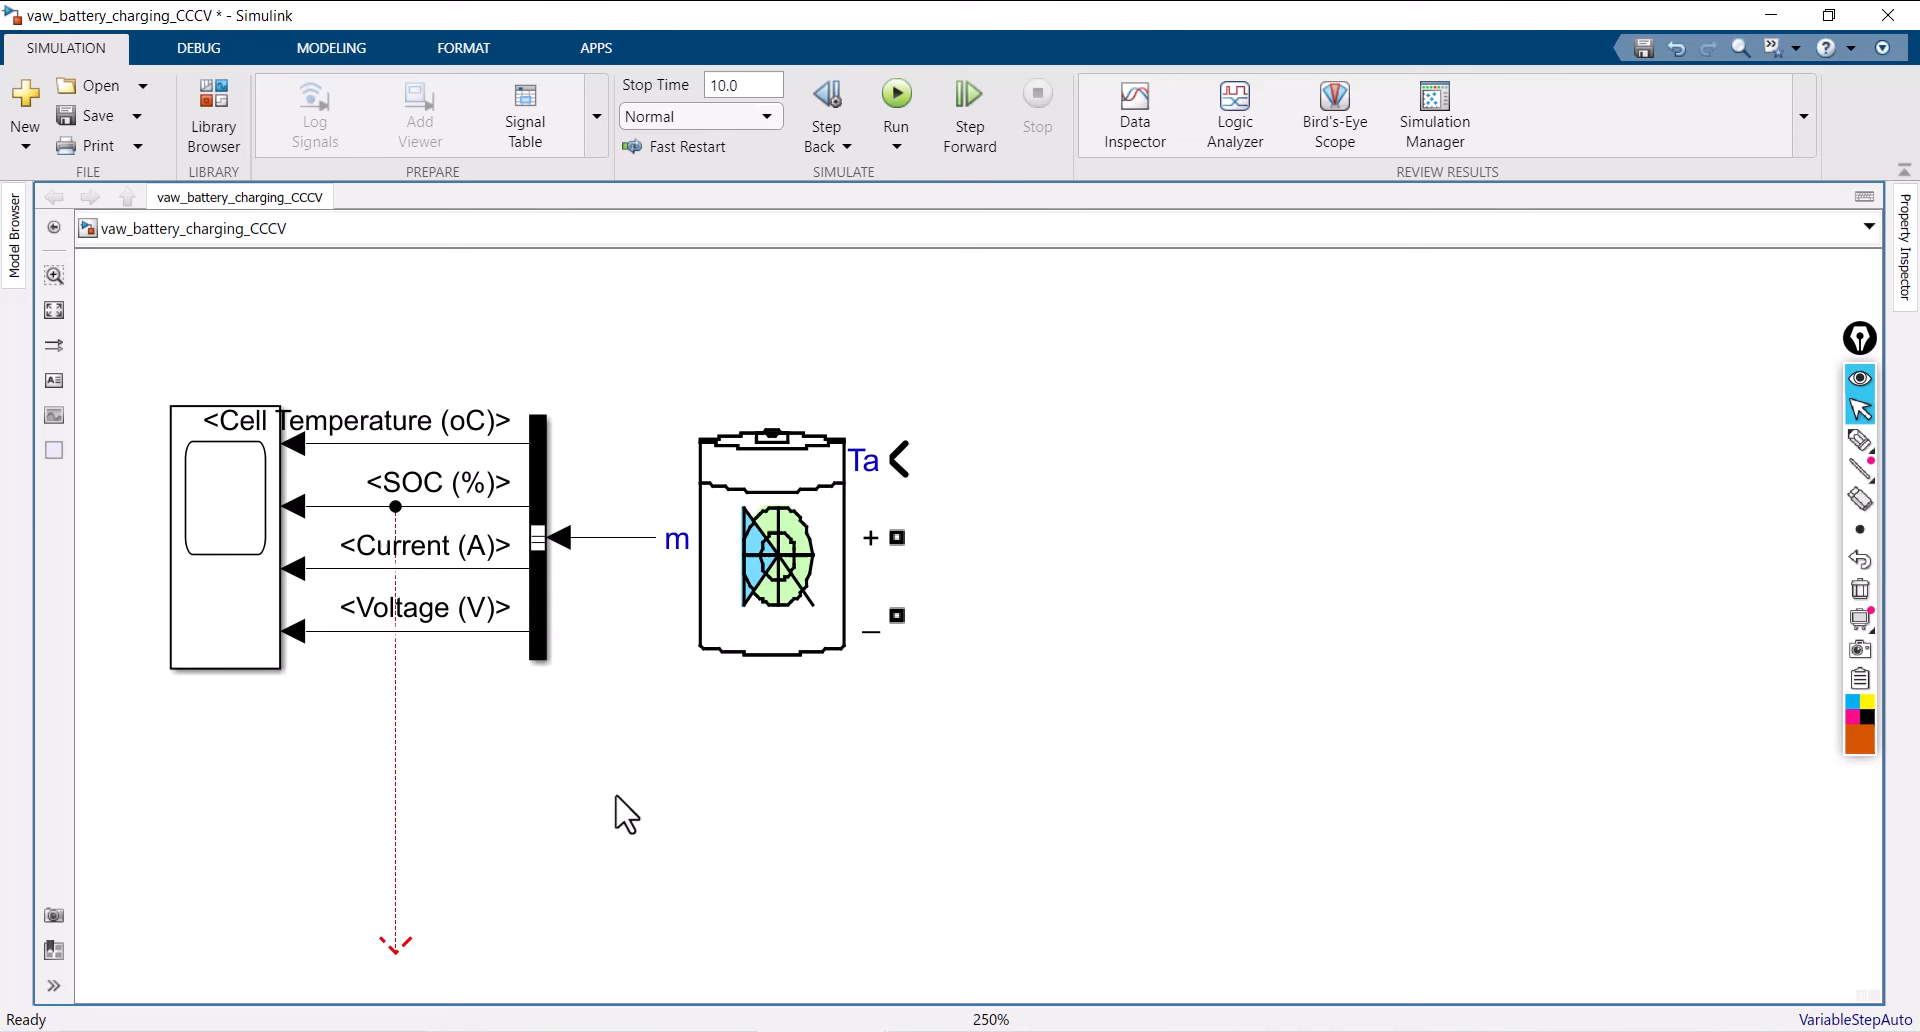 vaw_battery_charging_CCCV * - Simulink
SIMULATION DEBUG MODELING FORMAT APPS
New
Open
Save
Print
FILE
Library
Browser
LIBRARY
Log
Signals
Add
Viewer
Signal
Table
PREPARE
Stop Time 10.0
Normal
Fast Restart
Step
Back
Run
Step
Forward
Stop
SIMULATE
Data
Inspector
Logic
Analyzer
Bird's-Eye
Scope
Simulation
Manager
REVIEW RESULTS
Model Browser
vaw_battery_charging_CCCV
vaw_battery_charging_CCCV
Property Inspector
<Cell Temperature (oC)>
<SOC (%)>
<Current (A)>
<Voltage (V)>
m
Ta
+
_
Ready 250% VariableStepAuto